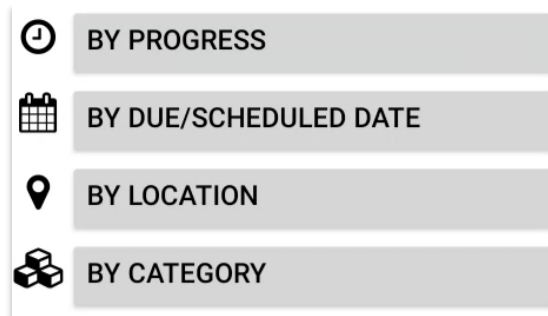 BY PROGRESS
BY DUE/SCHEDULED DATE
BY LOCATION
BY CATEGORY